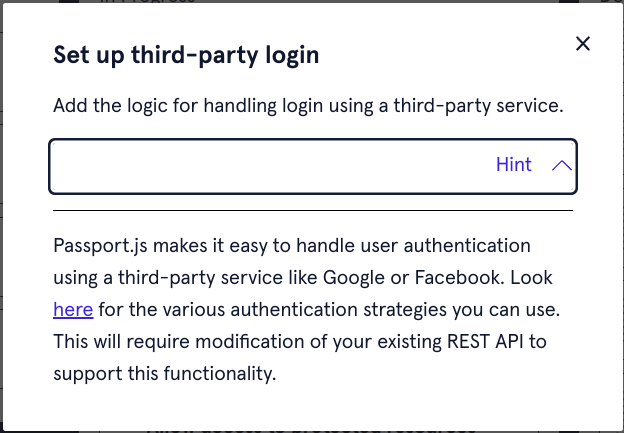 Set up third-party login
Add the logic for handling login using a third-party service.
Hint
Passport.js makes it easy to handle user authentication
using a third-party service like Google or Facebook. Look
here for the various authentication strategies you can use.
This will require modification of your existing REST API to
support this functionality.